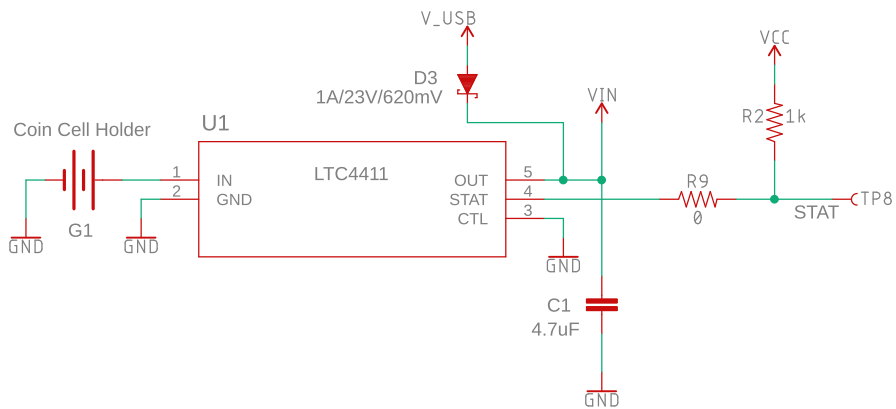 V_USB
VCC
D3
1A/23V/620mV
VIN
R2
1k
Coin Cell Holder
U1
LTC4411
1
IN
OUT
5
2
GND
STAT
4
CTL
3
R9
0
STAT
TP8
G1
GND
GND
GND
C1
4.7uF
GND